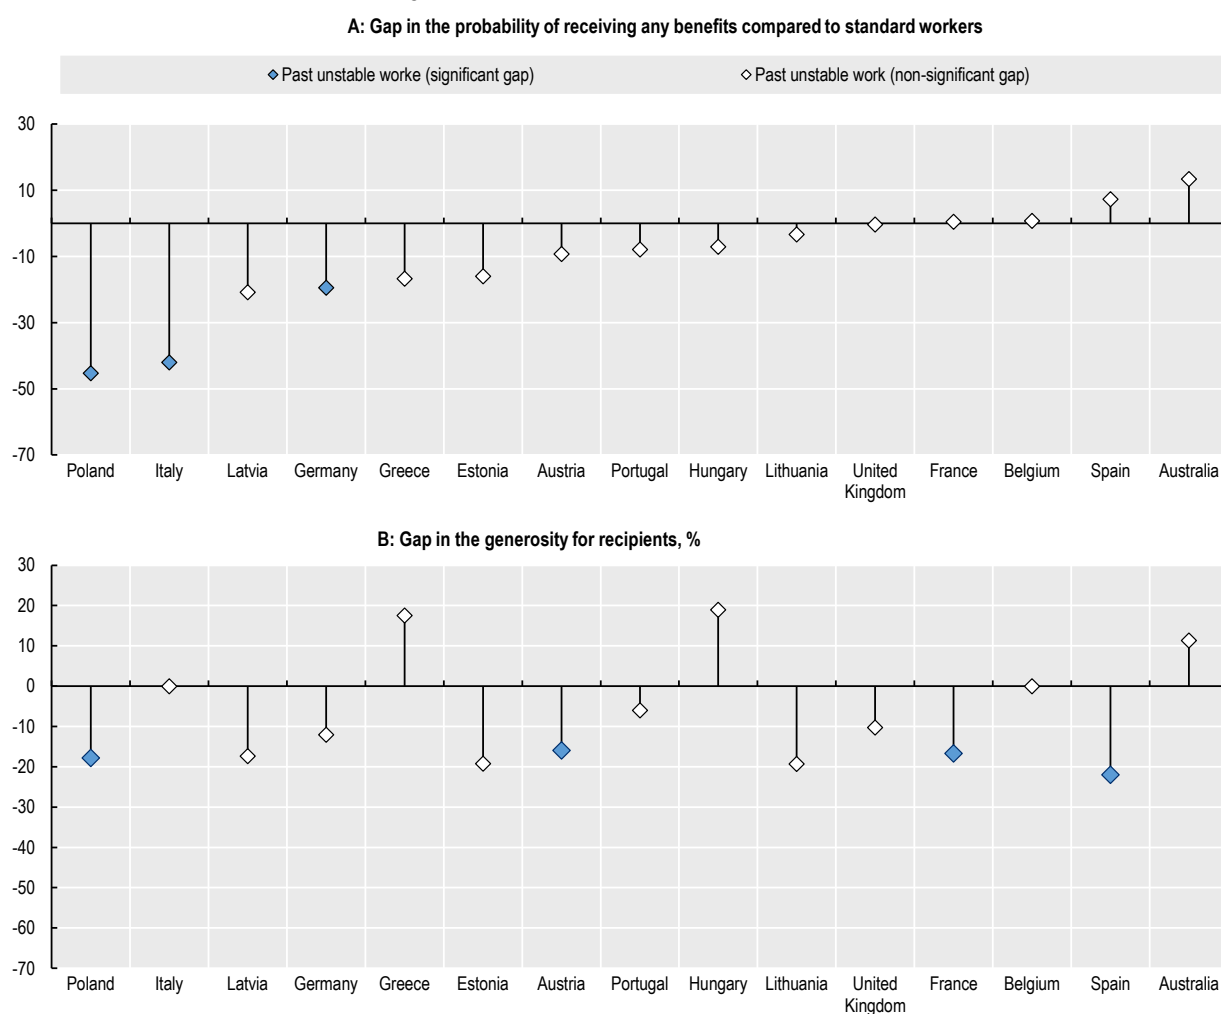 A: Gap in the probability of receiving any benefits compared to standard workers
Past unstable worke (significant gap)
Past unstable work (non-significant gap)
30
10
-10
-30
-50
-70
Poland
Italy
Latvia
Germany
Greece
Estonia
Austria
Portugal
Hungary
Lithuania
United
Kingdom
France
Belgium
Spain
Australia
B: Gap in the generosity for recipients, %
30
20
10
0
-10
-20
-30
-40
-50
-60
-70
Poland
Italy
Latvia
Germany
Greece
Estonia
Austria
Portugal
Hungary
Lithuania
United
Kingdom
France
Belgium
Spain
Australia